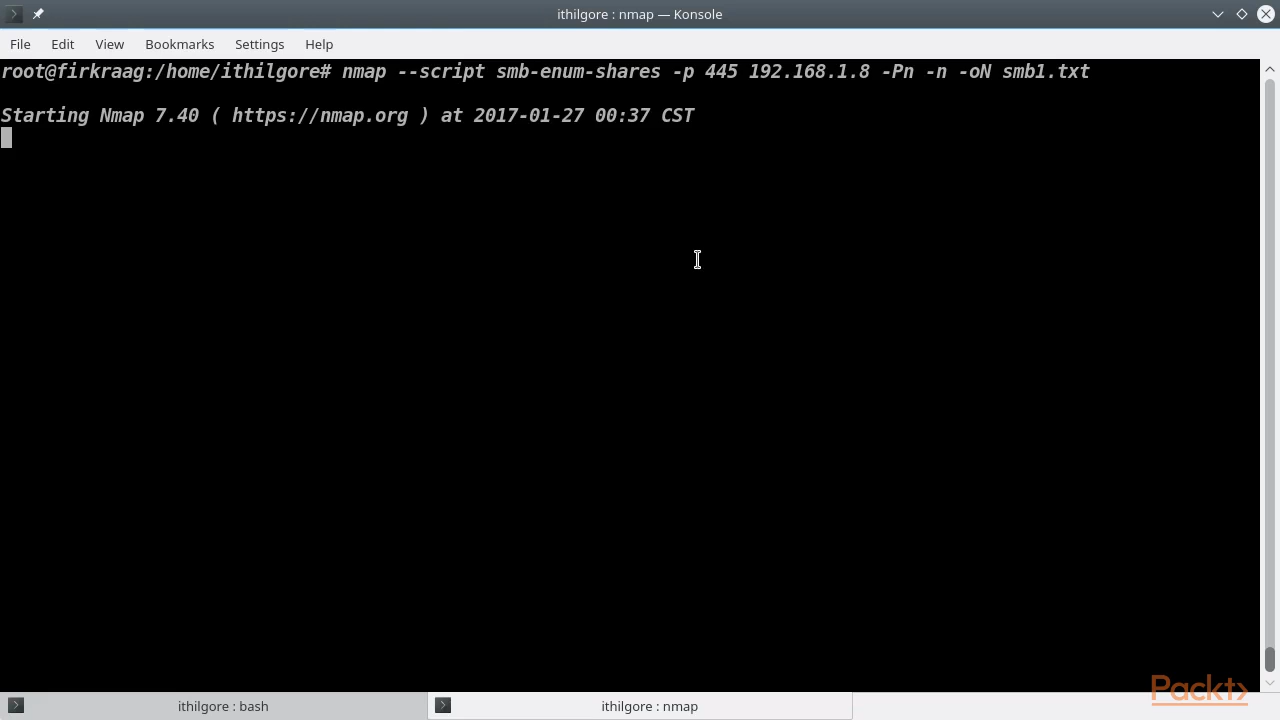 ithilgore : nmap — Konsole
File Edit View Bookmarks Settings Help
root@firkraag:/home/ithilgore# nmap --script smb-enum-shares -p 445 192.168.1.8 -Pn -n -oN smb1.txt
Starting Nmap 7.40 ( https://nmap.org ) at 2017-01-27 00:37 CST
Packt>
ithilgore : bash
ithilgore : nmap